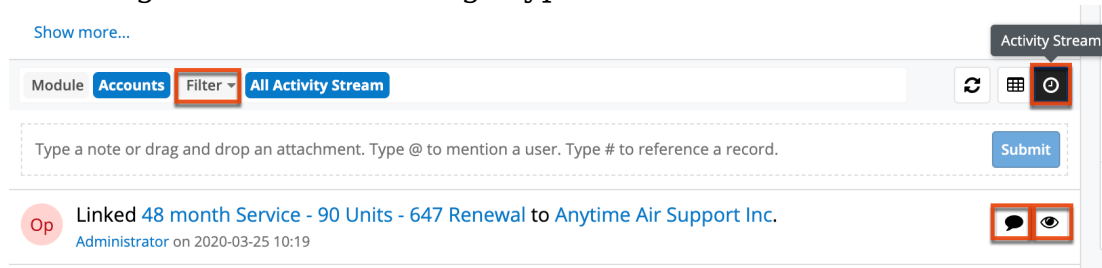 Show more...
Activity Stream
Module Accounts Filter All Activity Stream
Type a note or drag and drop an attachment. Type @ to mention a user. Type # to reference a record.
Submit
Op
Linked 48 month Service - 90 Units - 647 Renewal to Anytime Air Support Inc.
Administrator on 2020-03-25 10:19